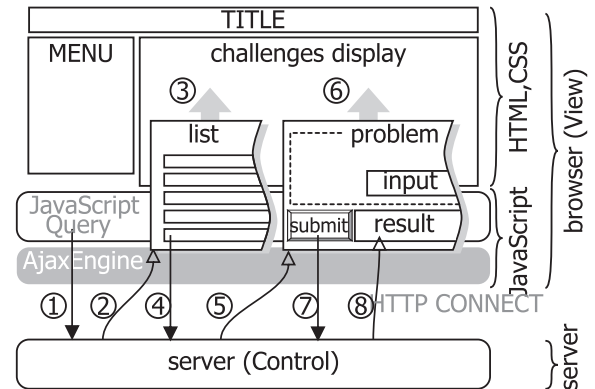 TITLE
MENU
challenges display
③
⑥
list
problem
input
JavaScript
Query
submit
result
AjaxEngine
①
②
④
⑤
⑦
⑧
HTTP CONNECT
server (Control)
HTML,CSS
JavaScript
browser (View)
server